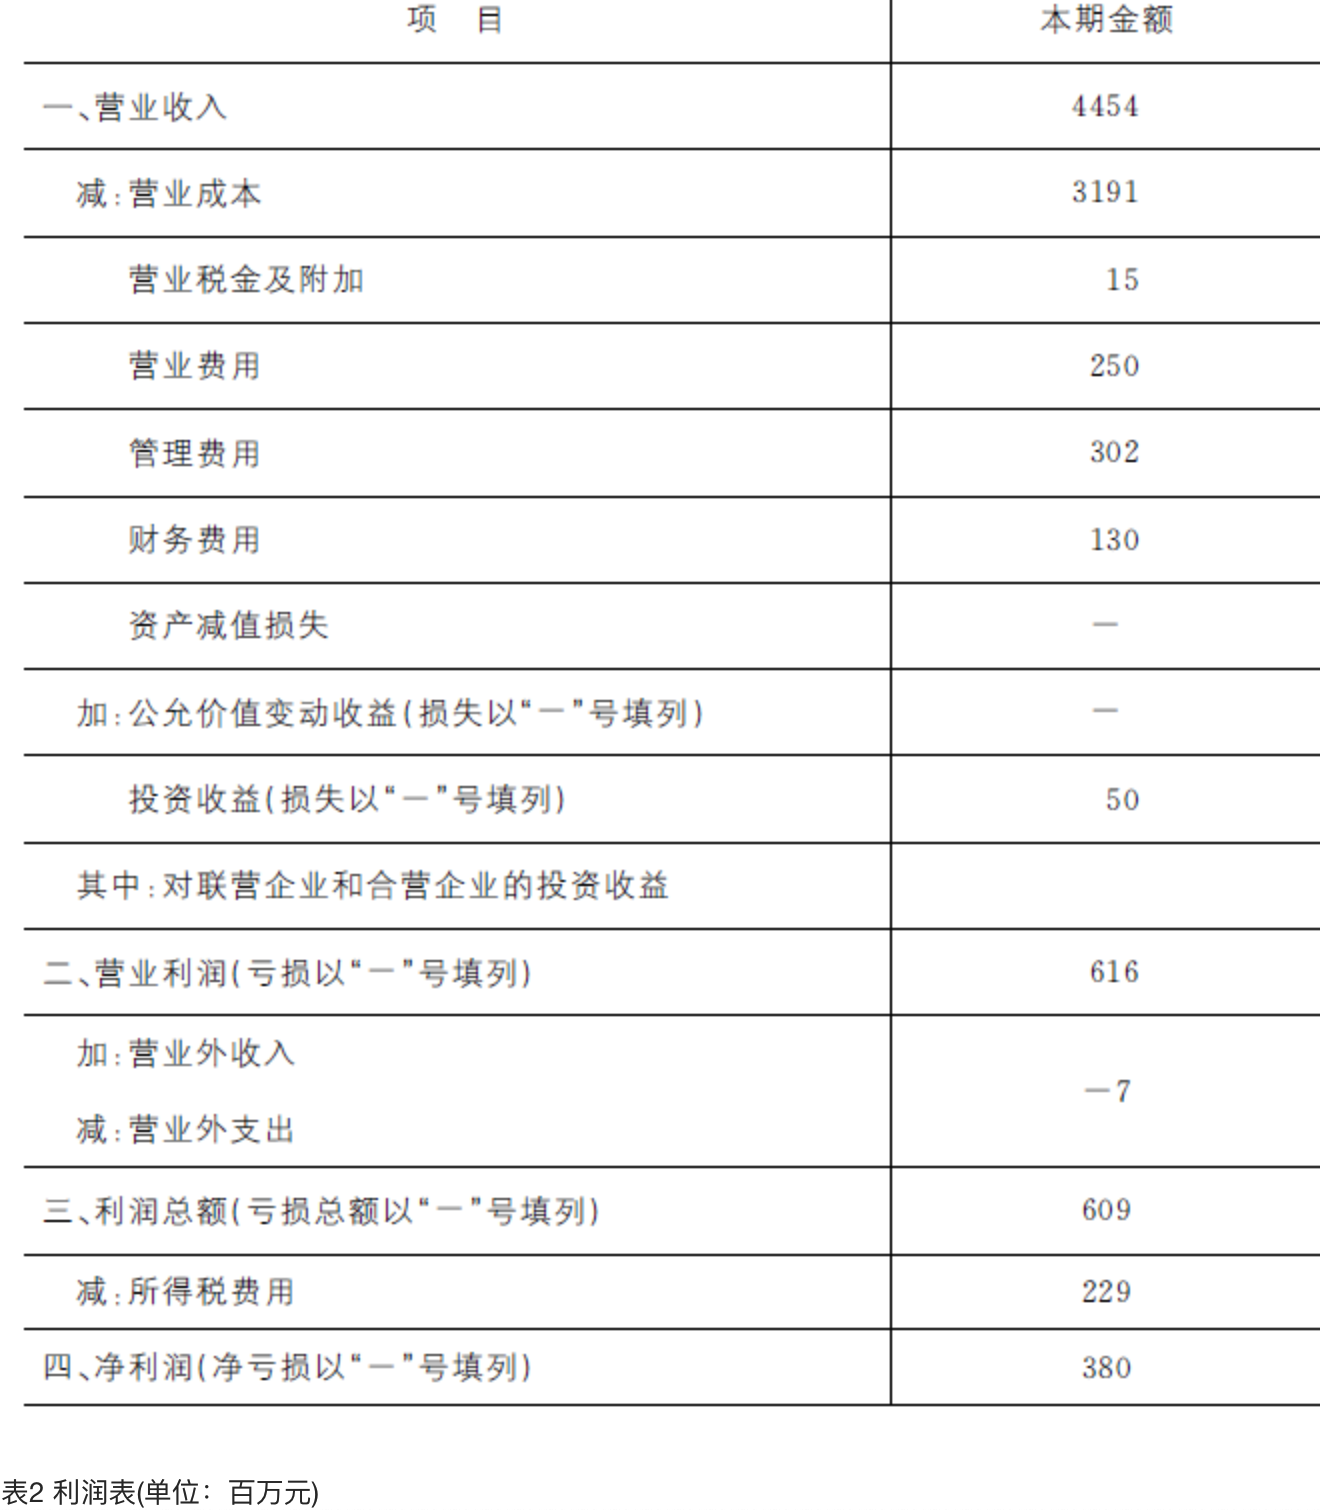 项 目 本期金额
一、营业收入 4454
减:营业成本 3191
营业税金及附加 15
营业费用 250
管理费用 302
财务费用 130
资产减值损失 —
加:公允价值变动收益(损失以“—”号填列) —
投资收益(损失以“—”号填列) 50
其中:对联营企业和合营企业的投资收益
二、营业利润(亏损以“—”号填列) 616
加:营业外收入
减:营业外支出 —7
三、利润总额(亏损总额以“—”号填列) 609
减:所得税费用 229
四、净利润(净亏损以“—”号填列) 380
表2 利润表(单位：百万元)